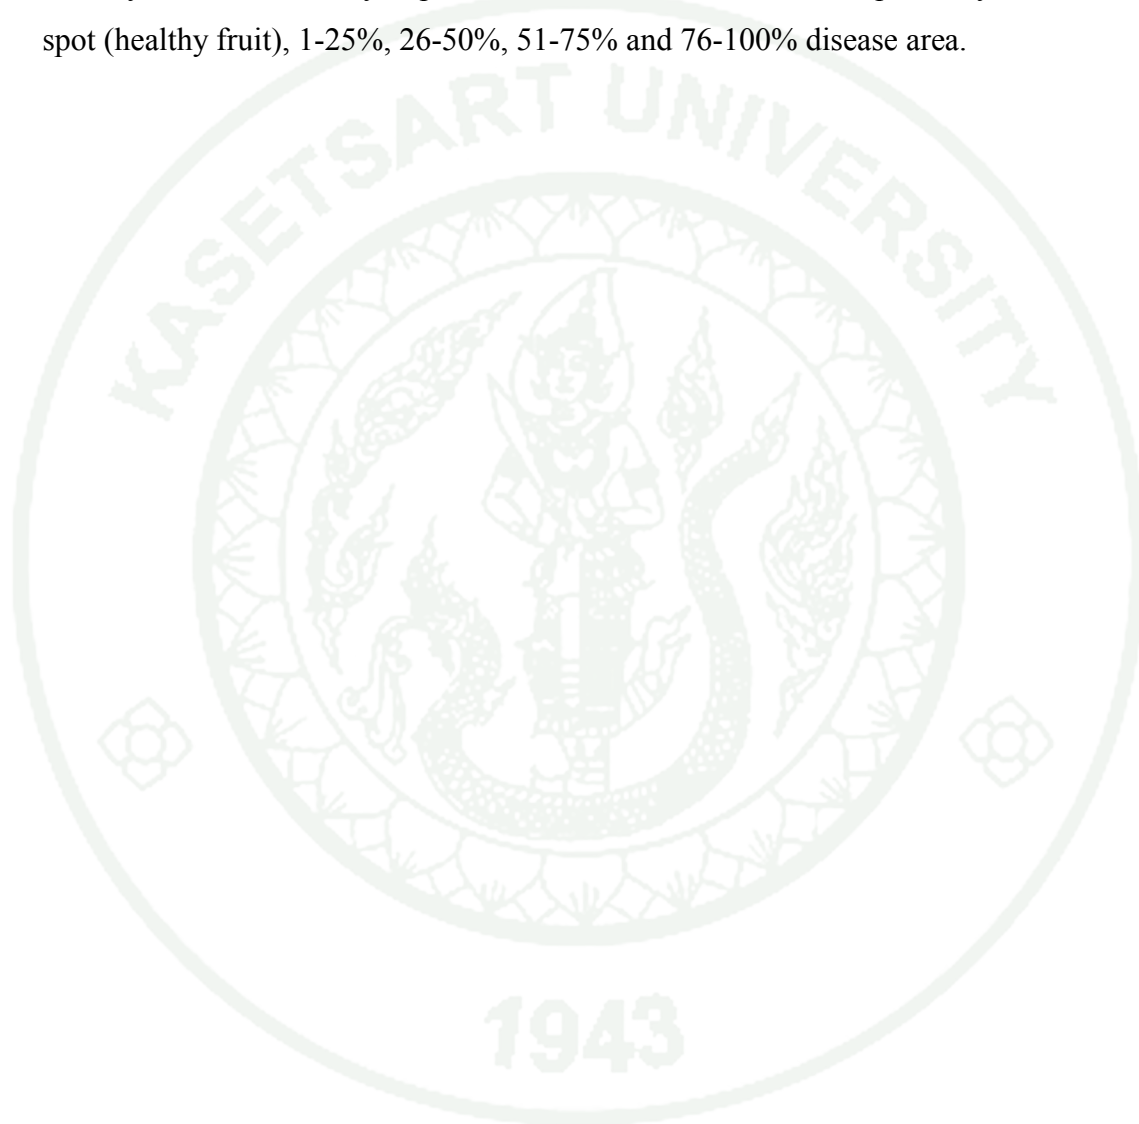 spot (healthy fruit), 1-25%, 26-50%, 51-75% and 76-100% disease area.
KASETSART UNIVERSITY
1943